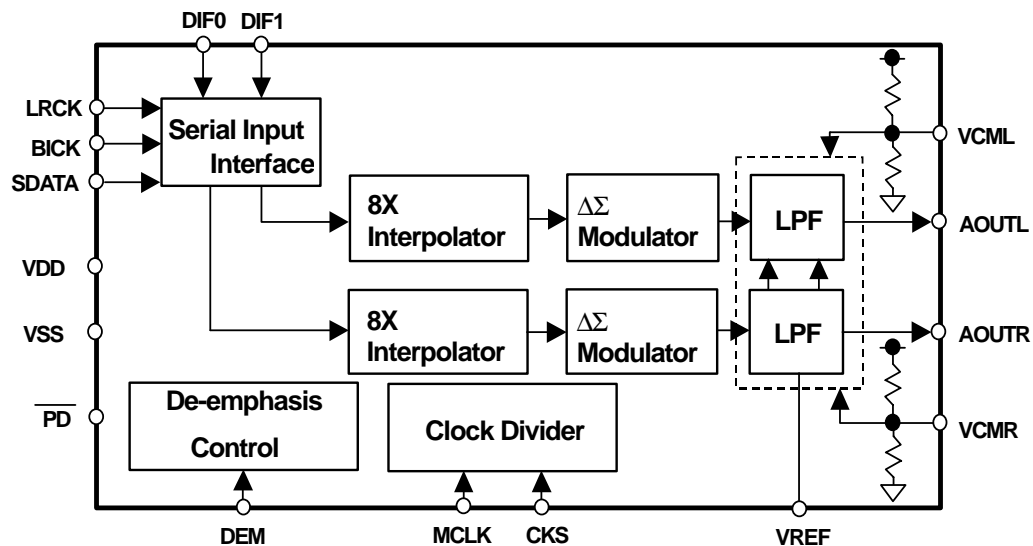 DIF0 DIF1
LRCK
BICK
SDATA
Serial Input
Interface
VCML
8X
Interpolator
ΔΣ
Modulator
LPF
AOUTL
VDD
VSS
8X
Interpolator
ΔΣ
Modulator
LPF
AOUTR
PD
De-emphasis
Control
Clock Divider
VCMR
DEM
MCLK
CKS
VREF